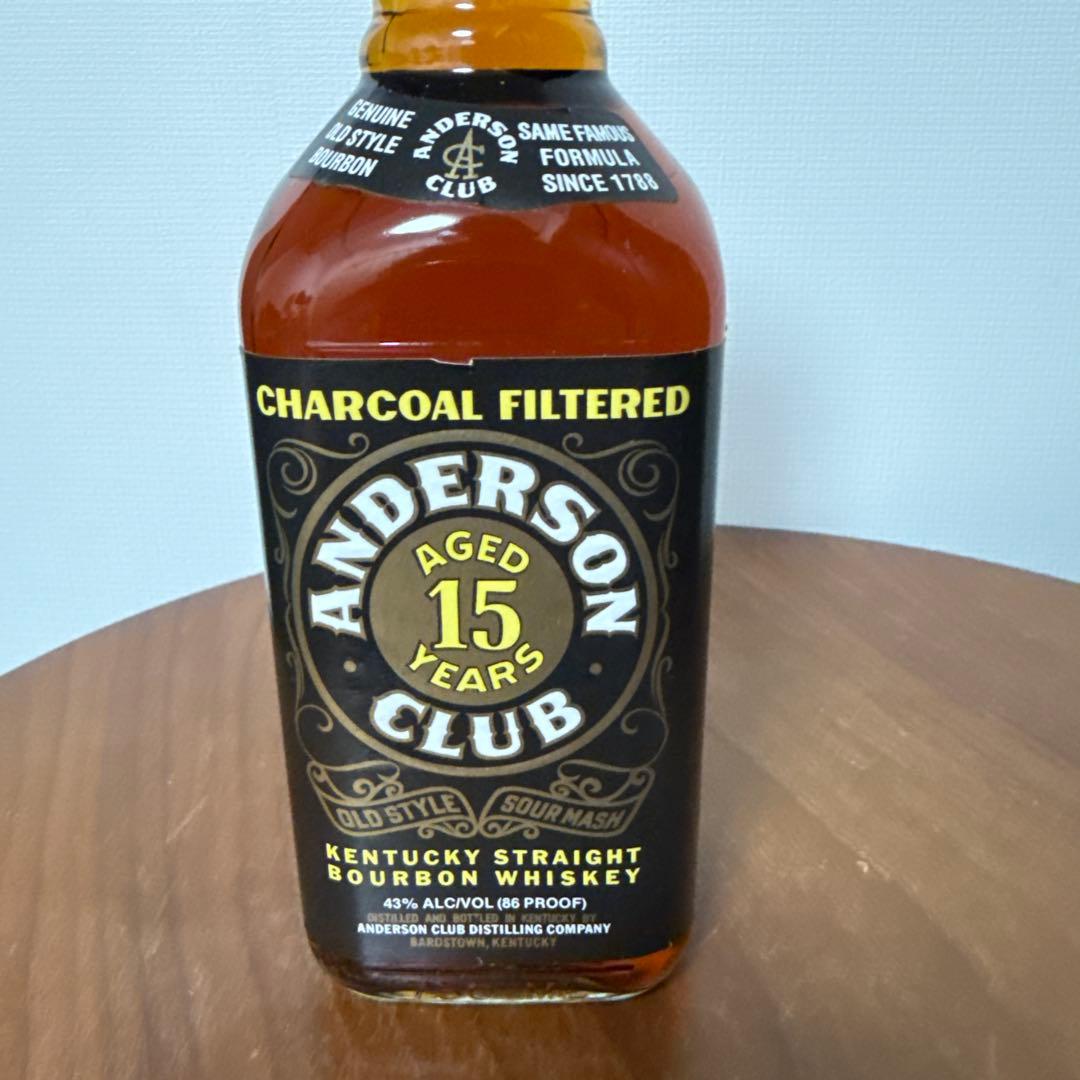 GENUINE
OLD STYLE
BOURBON
ANDERSON
AC
CLUB
SAME FAMOUS
FORMULA
SINCE 1788
CHARCOAL FILTERED
ANDERSON
AGED
15
YEARS
CLUB
OLD STYLE SOUR MASH
KENTUCKY STRAIGHT
BOURBON WHISKEY
43% ALC/VOL (86 PROOF)
DISTILLED AND BOTTLED IN KENTUCKY BY
ANDERSON CLUB DISTILLING COMPANY
BARDSTOWN, KENTUCKY